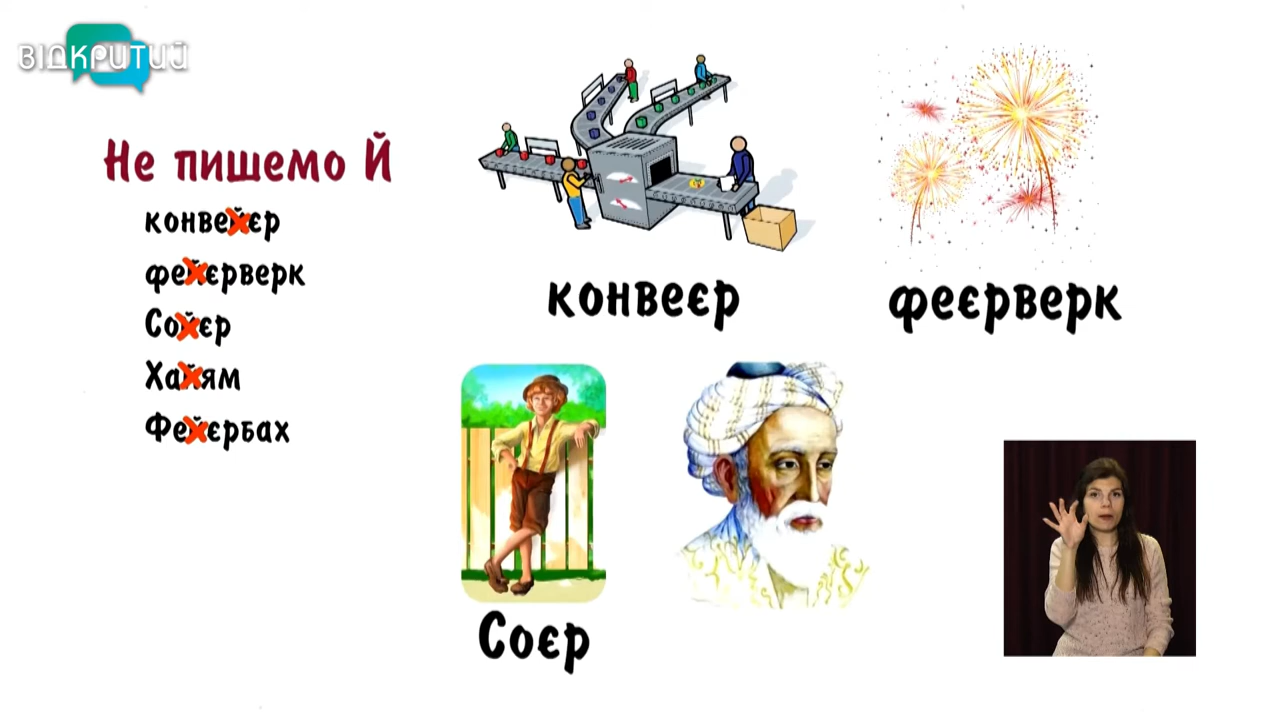 ВІДКРИТИЙ
Не пишемо Й
конвейєр
фейєрверк
Сойєр
Хайям
Фейєрбах
конвеєр
феєрверк
Соєр